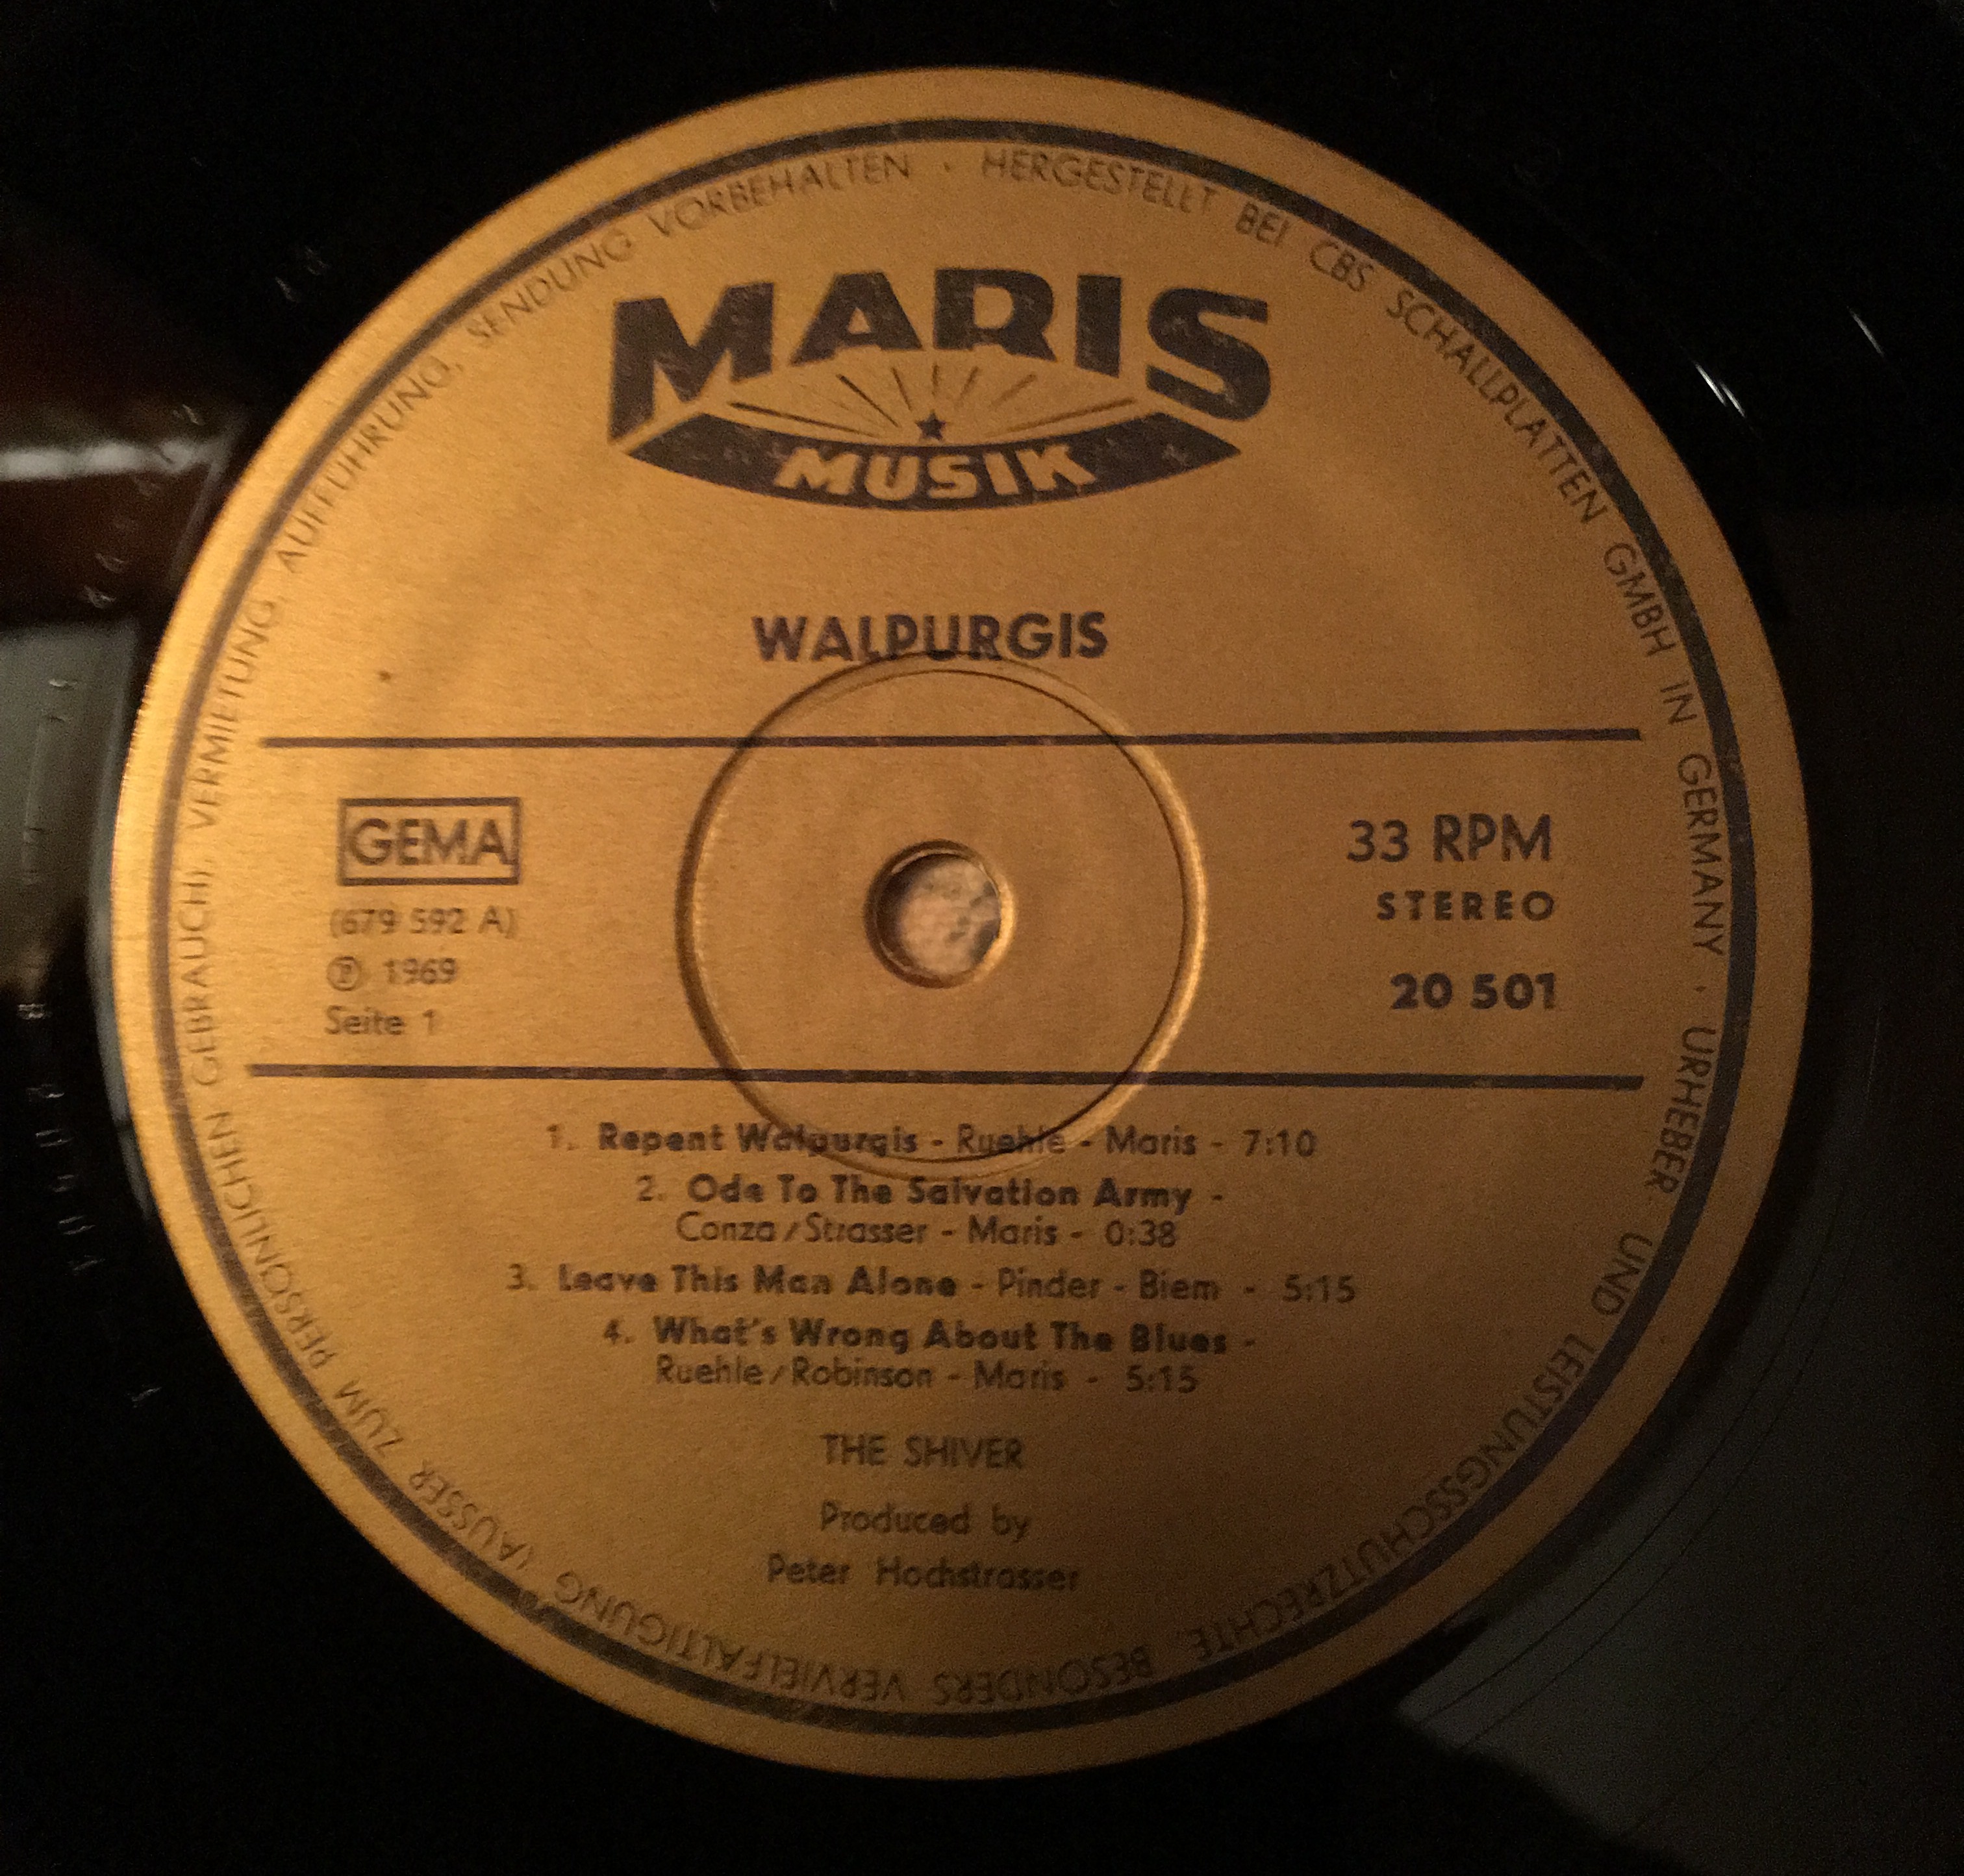 MARIS
MUSIK
WALPURGIS
GEMA
(679 592 A)
℗ 1969
Seite 1
33 RPM
STEREO
20 501
1. Repent Walpurgis - Ruehle - Maris - 7:10
2. Ode To The Salvation Army -
Conza/Strasser - Maris - 0:38
3. Leave This Man Alone - Pinder - Biem - 5:15
4. What's Wrong About The Blues -
Ruehle/Robinson - Maris - 5:15
THE SHIVER
Produced by
Peter Hochstrasser
HERGESTELLT BEI CBS SCHALLPLATTEN GMBH IN GERMANY · URHEBER UND LEISTUNGSSCHUTZRECHTE, BESONDERS VERVIELFÄLTIGUNG (AUSSER ZUM PERSÖNLICHEN GEBRAUCH), VERMIETUNG, AUFFÜHRUNG, SENDUNG VORBEHALTEN ·